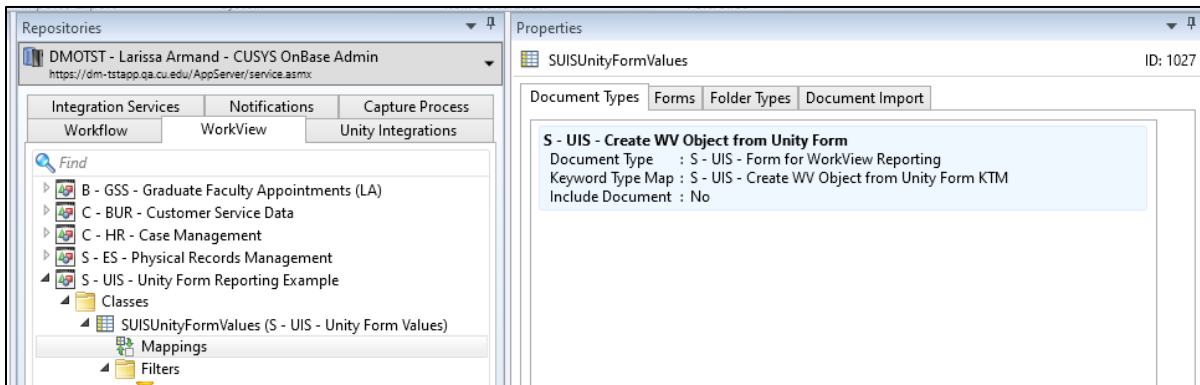 Repositories
DMOTST - Larissa Armand - CUSYS OnBase Admin
https://dm-tstapp.qa.cu.edu/AppServer/service.asmx
Integration Services
Notifications
Capture Process
Workflow
WorkView
Unity Integrations
Find
B - GSS - Graduate Faculty Appointments (LA)
C - BUR - Customer Service Data
C - HR - Case Management
S - ES - Physical Records Management
S - UIS - Unity Form Reporting Example
Classes
SUISUnityFormValues (S - UIS - Unity Form Values)
Mappings
Filters
Properties
SUISUnityFormValues
ID: 1027
Document Types
Forms
Folder Types
Document Import
S - UIS - Create WV Object from Unity Form
Document Type : S - UIS - Form for WorkView Reporting
Keyword Type Map : S - UIS - Create WV Object from Unity Form KTM
Include Document : No